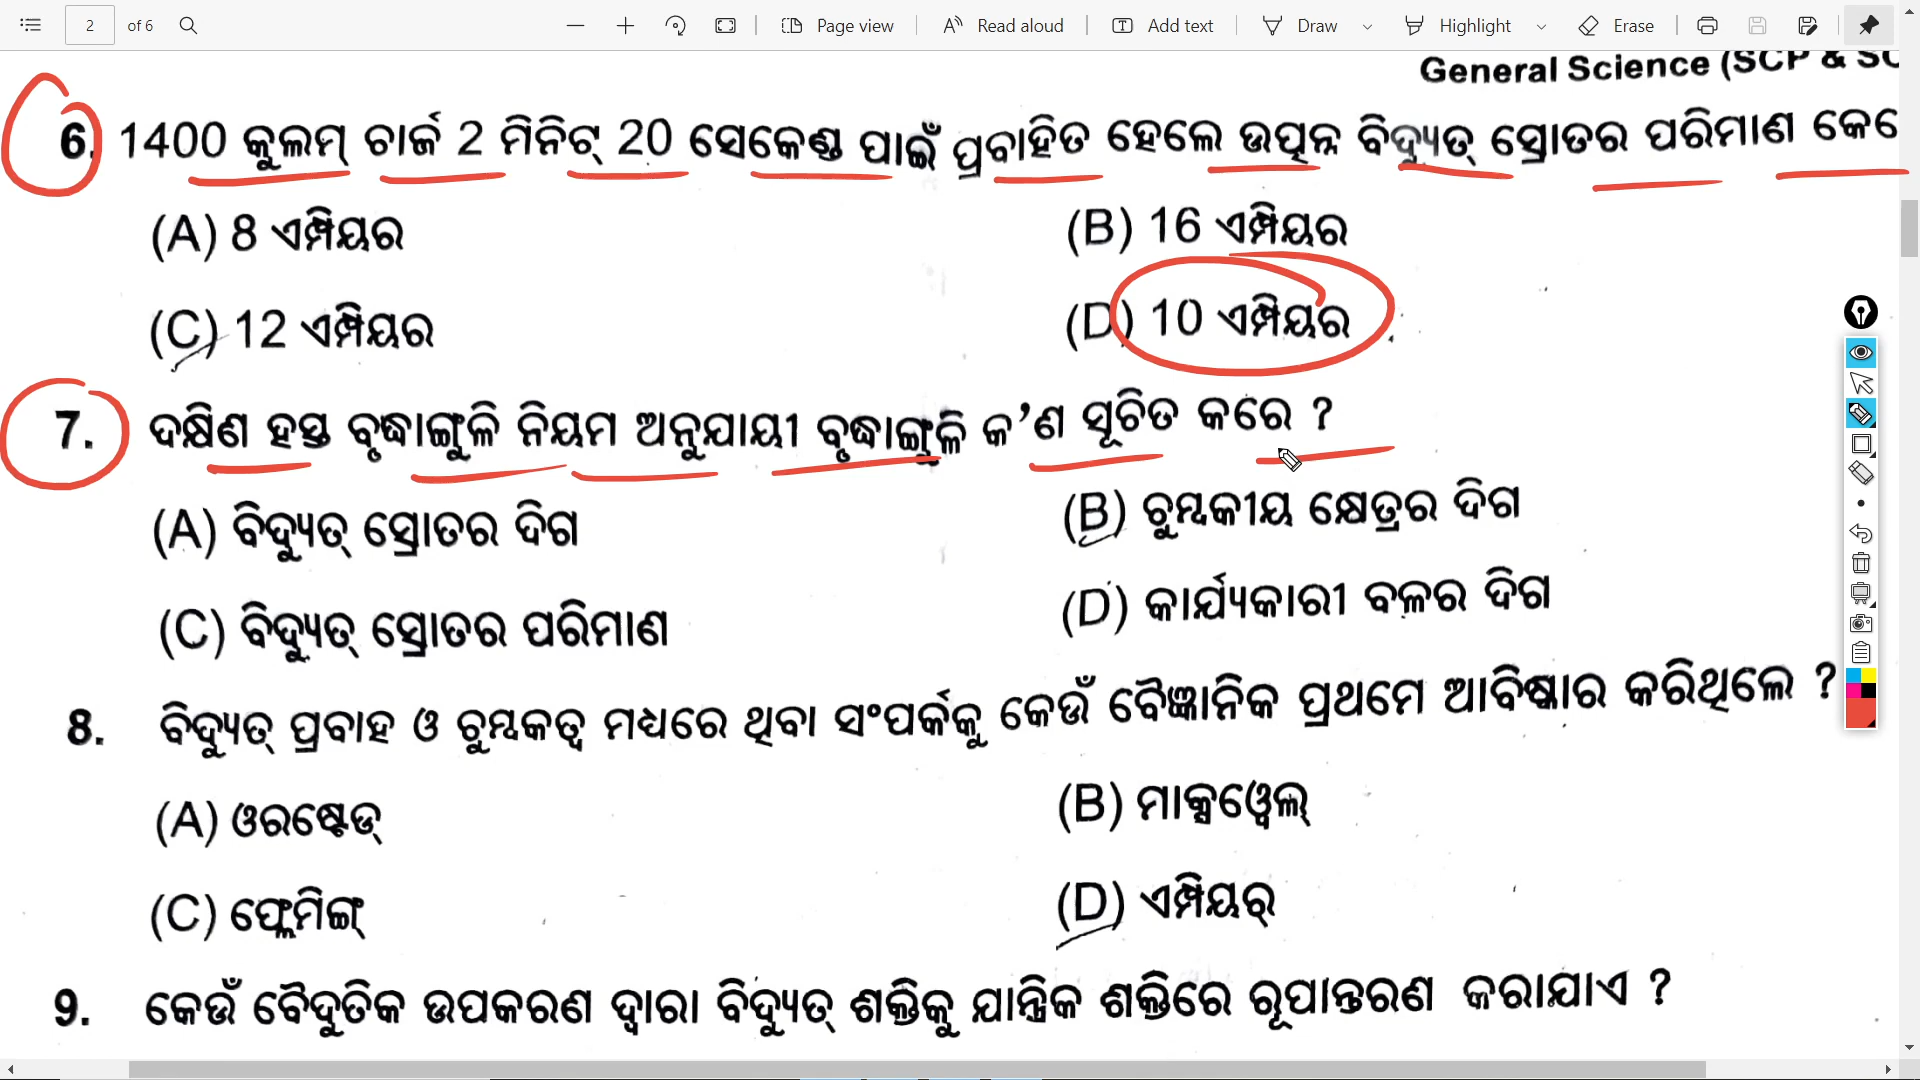 2 of 6 Page view Read aloud Add text Draw Highlight Erase
General Science (SCP &
6. 1400 କୁଲମ୍ ଚାର୍ଜ 2 ମିନିଟ୍ 20 ସେକେଣ୍ଡ ପାଇଁ ପ୍ରବାହିତ ହେଲେ ଉତ୍ପନ୍ନ ବିଦ୍ୟୁତ୍ ସ୍ରୋତର ପରିମାଣ କେତେ
(A) 8 ଏମ୍ପିୟର (B) 16 ଏମ୍ପିୟର
(C) 12 ଏମ୍ପିୟର (D) 10 ଏମ୍ପିୟର
7. ଦକ୍ଷିଣ ହସ୍ତ ବୃଦ୍ଧାଙ୍ଗୁଳି ନିୟମ ଅନୁଯାୟୀ ବୃଦ୍ଧାଙ୍ଗୁଳି କ'ଣ ସୂଚିତ କରେ ?
(A) ବିଦ୍ୟୁତ୍ ସ୍ରୋତର ଦିଗ (B) ଚୁମ୍ବକୀୟ କ୍ଷେତ୍ରର ଦିଗ
(C) ବିଦ୍ୟୁତ୍ ସ୍ରୋତର ପରିମାଣ (D) କାର୍ଯ୍ୟକାରୀ ବଳର ଦିଗ
8. ବିଦ୍ୟୁତ୍ ପ୍ରବାହ ଓ ଚୁମ୍ବକତ୍ୱ ମଧ୍ୟରେ ଥିବା ସଂପର୍କକୁ କେଉଁ ବୈଜ୍ଞାନିକ ପ୍ରଥମେ ଆବିଷ୍କାର କରିଥିଲେ ?
(A) ଓରଷ୍ଟେଡ୍ (B) ମାକ୍ସୱେଲ୍
(C) ଫ୍ଲେମିଙ୍ଗ୍ (D) ଏମ୍ପିୟର୍
9. କେଉଁ ବୈଦୁତିକ ଉପକରଣ ଦ୍ୱାରା ବିଦ୍ୟୁତ୍ ଶକ୍ତିକୁ ଯାନ୍ତ୍ରିକ ଶକ୍ତିରେ ରୂପାନ୍ତରଣ କରାଯାଏ ?